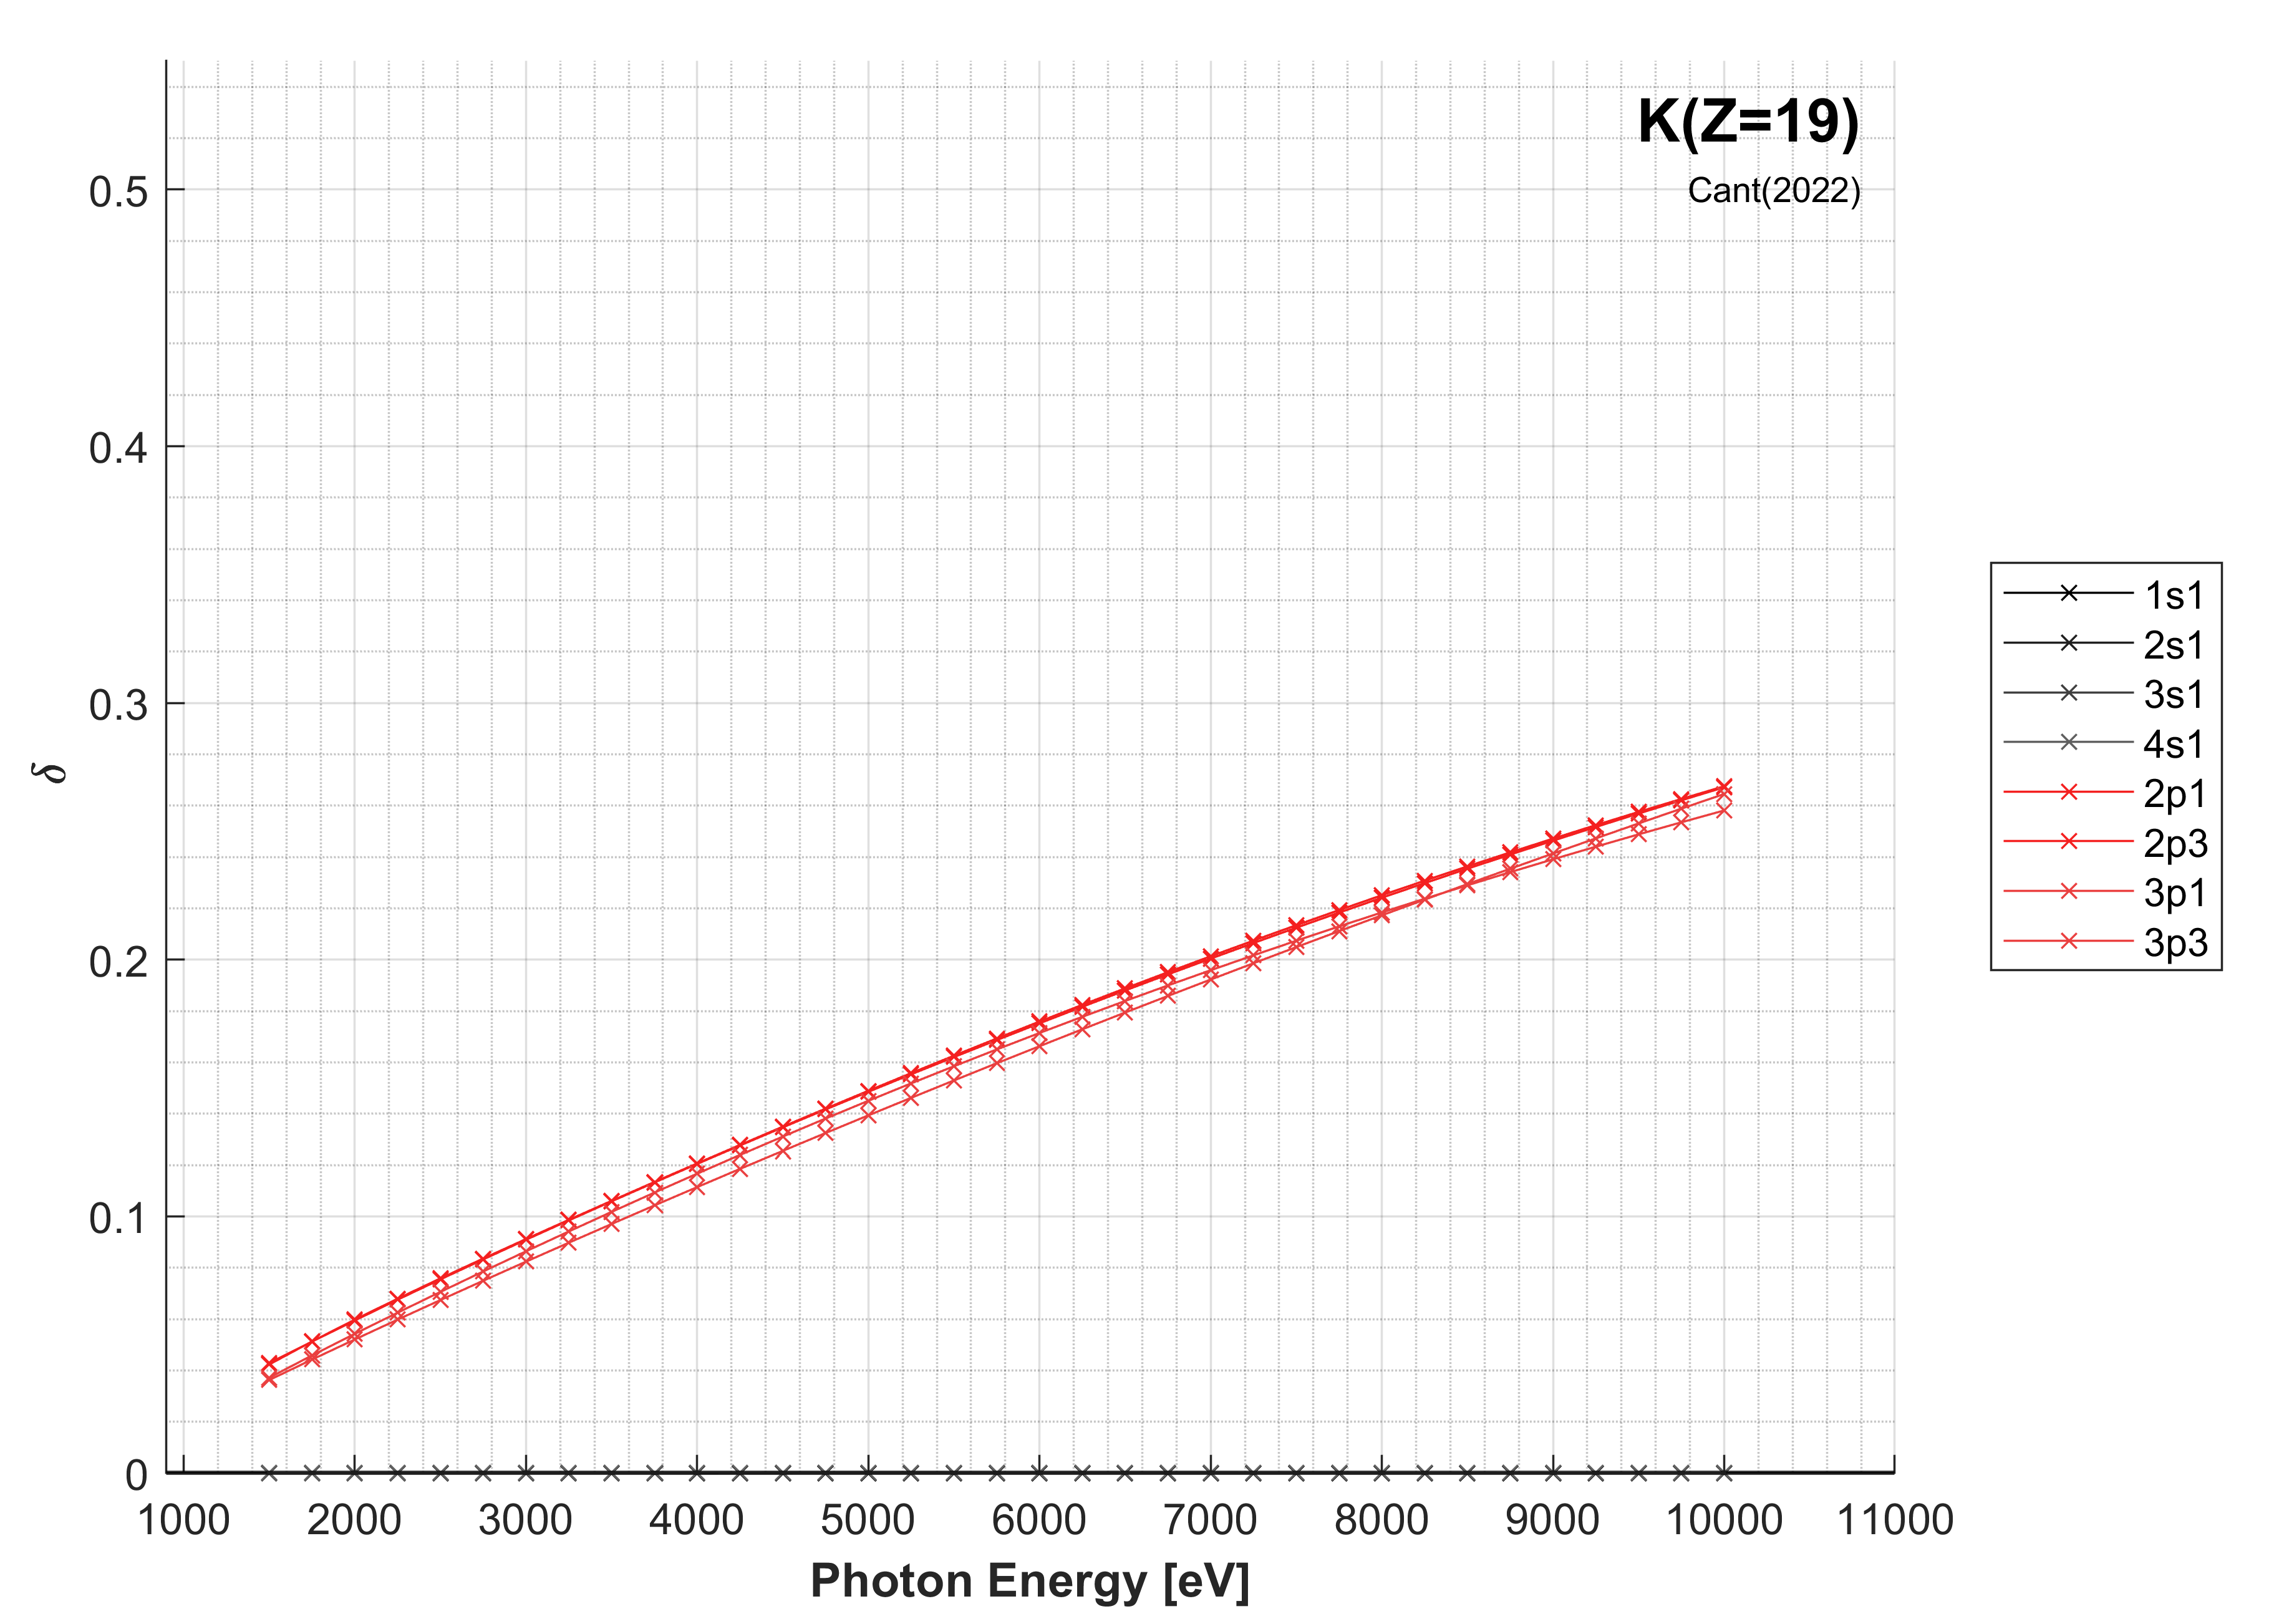 K(Z=19)
Cant(2022)
0.5
0.4
0.3
0.2
0.1
0
δ
1000 2000 3000 4000 5000 6000 7000 8000 9000 10000 11000
Photon Energy [eV]
1s1
2s1
3s1
4s1
2p1
2p3
3p1
3p3